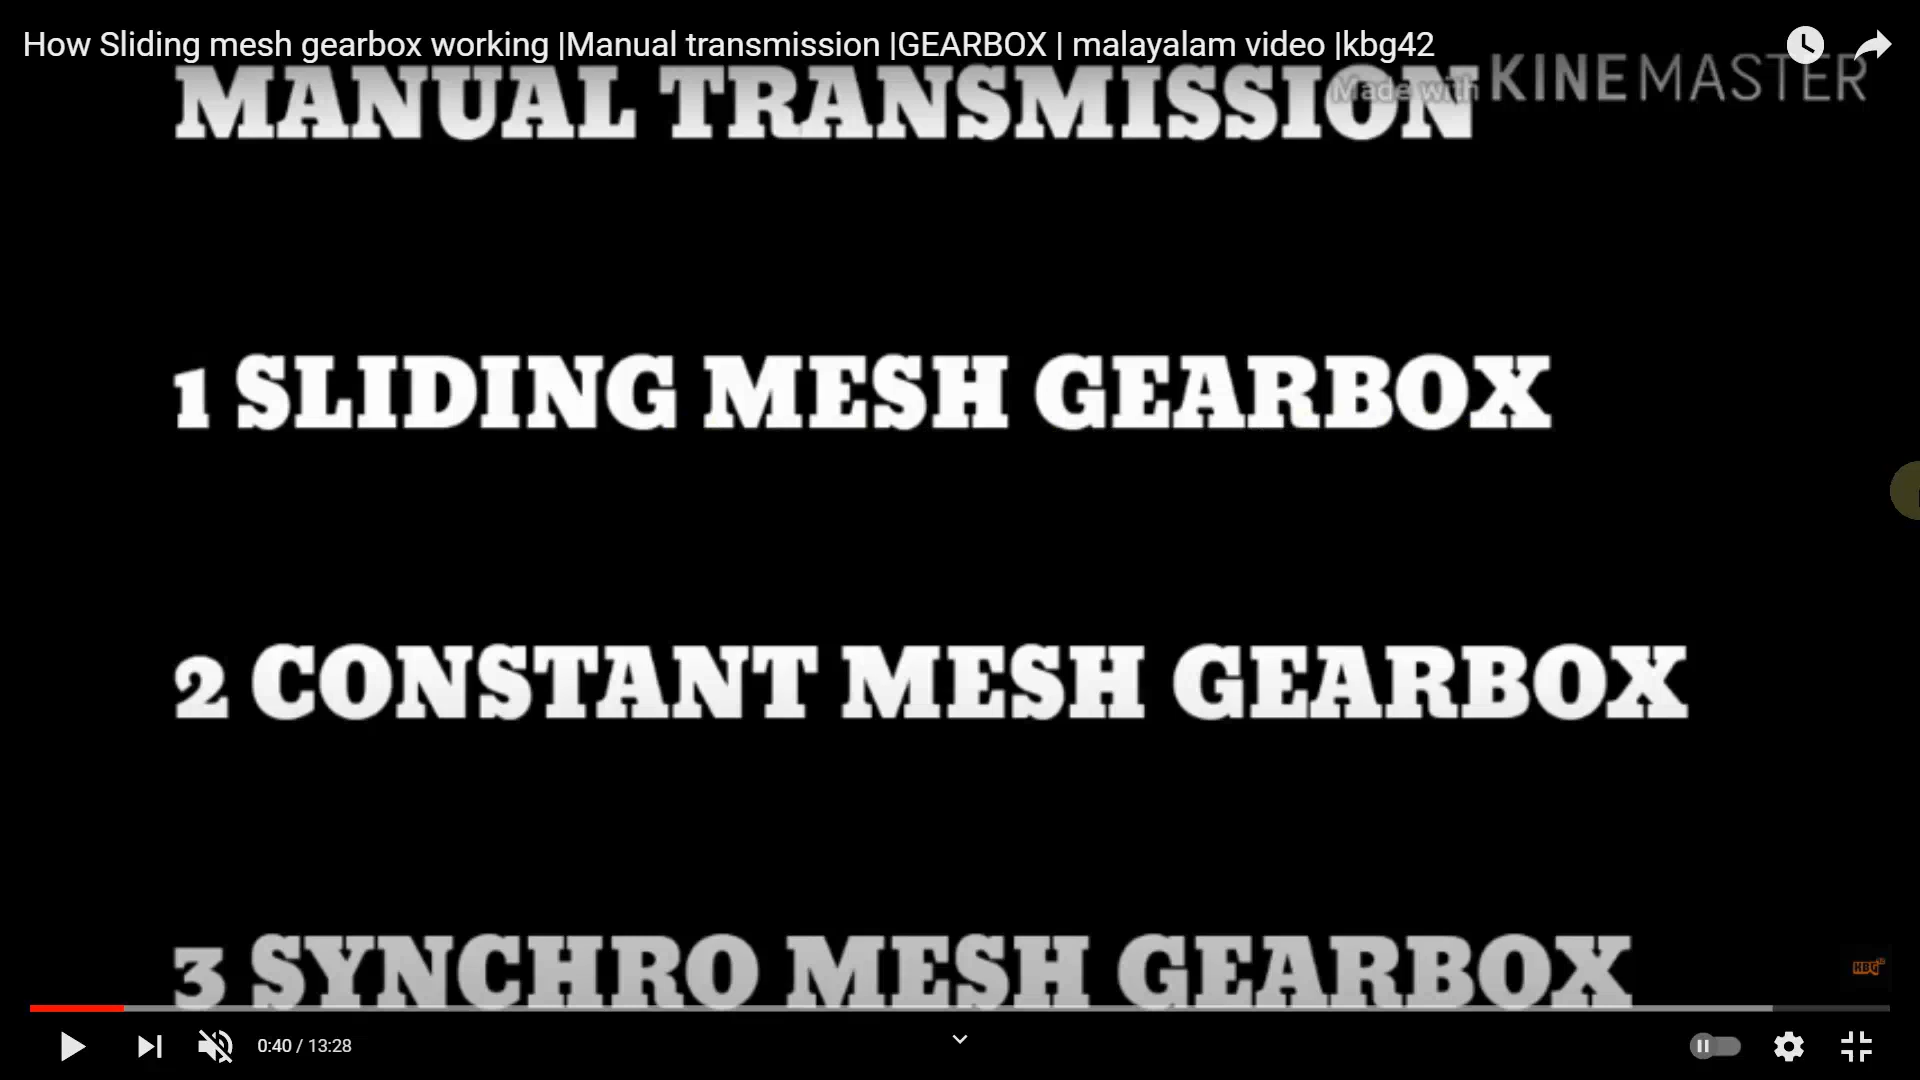 How Sliding mesh gearbox working |Manual transmission |GEARBOX | malayalam video |kbg42
Made with KINEMASTER
MANUAL TRANSMISSION
1 SLIDING MESH GEARBOX
2 CONSTANT MESH GEARBOX
3 SYNCHRO MESH GEARBOX
KBG42
0:40 / 13:28